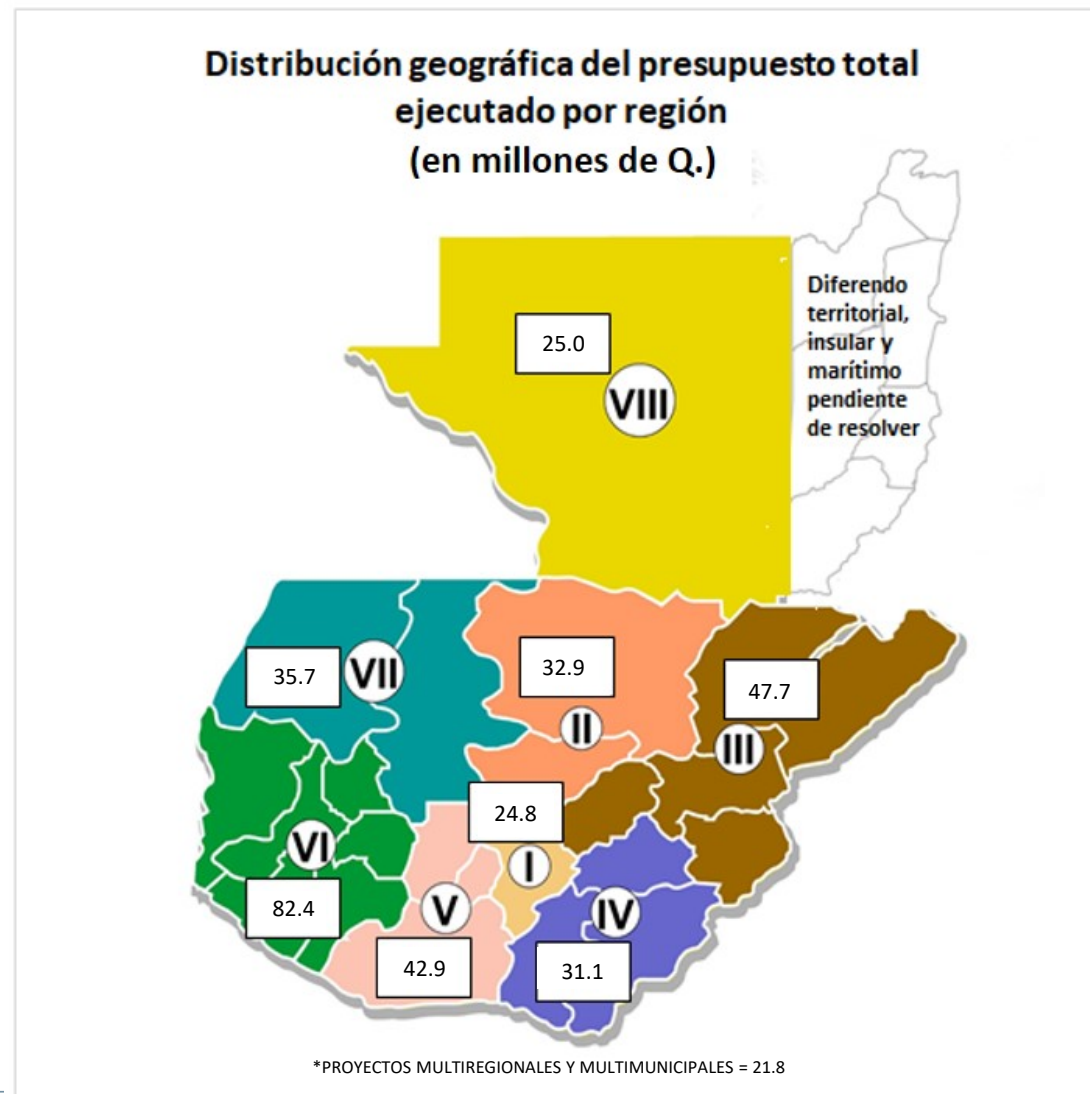 Distribución geográfica del presupuesto total
ejecutado por región
(en millones de Q.)
Diferendo
territorial,
insular y
marítimo
pendiente
de resolver
25.0
VIII
35.7
VII
32.9
II
47.7
III
24.8
I
VI
82.4
V
42.9
IV
31.1
*PROYECTOS MULTIREGIONALES Y MULTIMUNICIPALES = 21.8